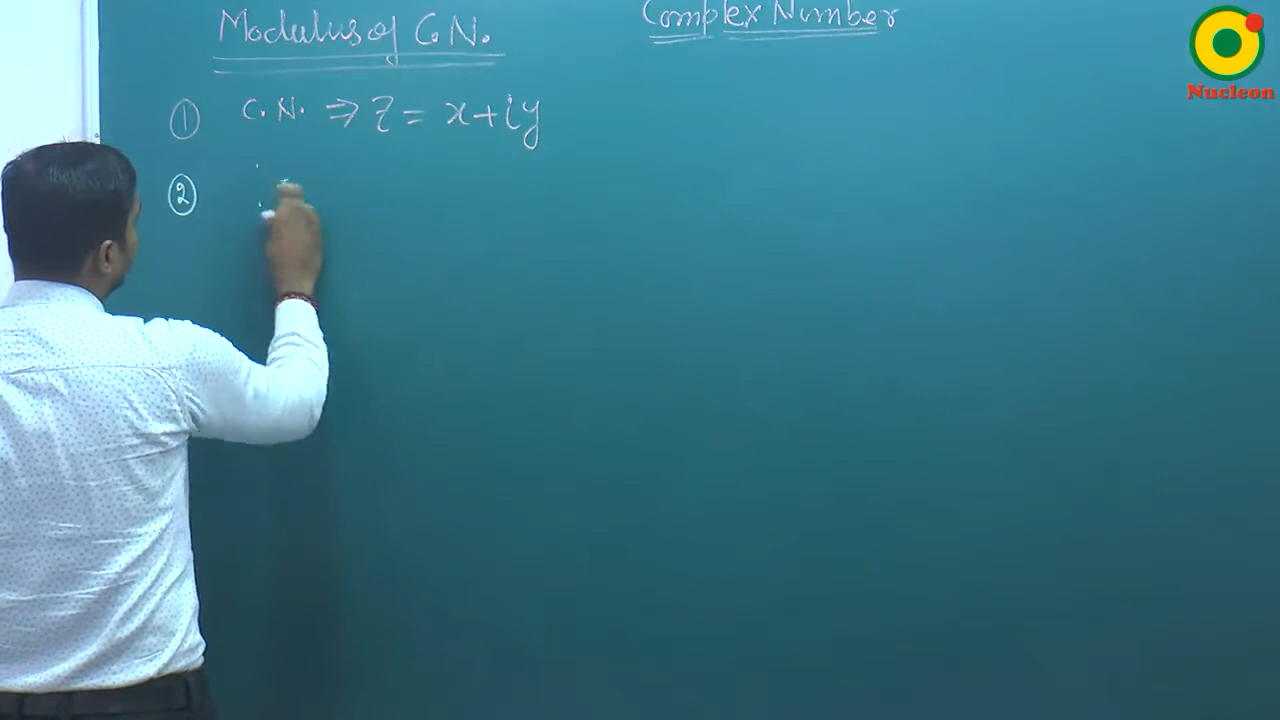 Complex Number
Modulus of C.N.
① C.N. ⇒ z = x+iy
②
Nucleon